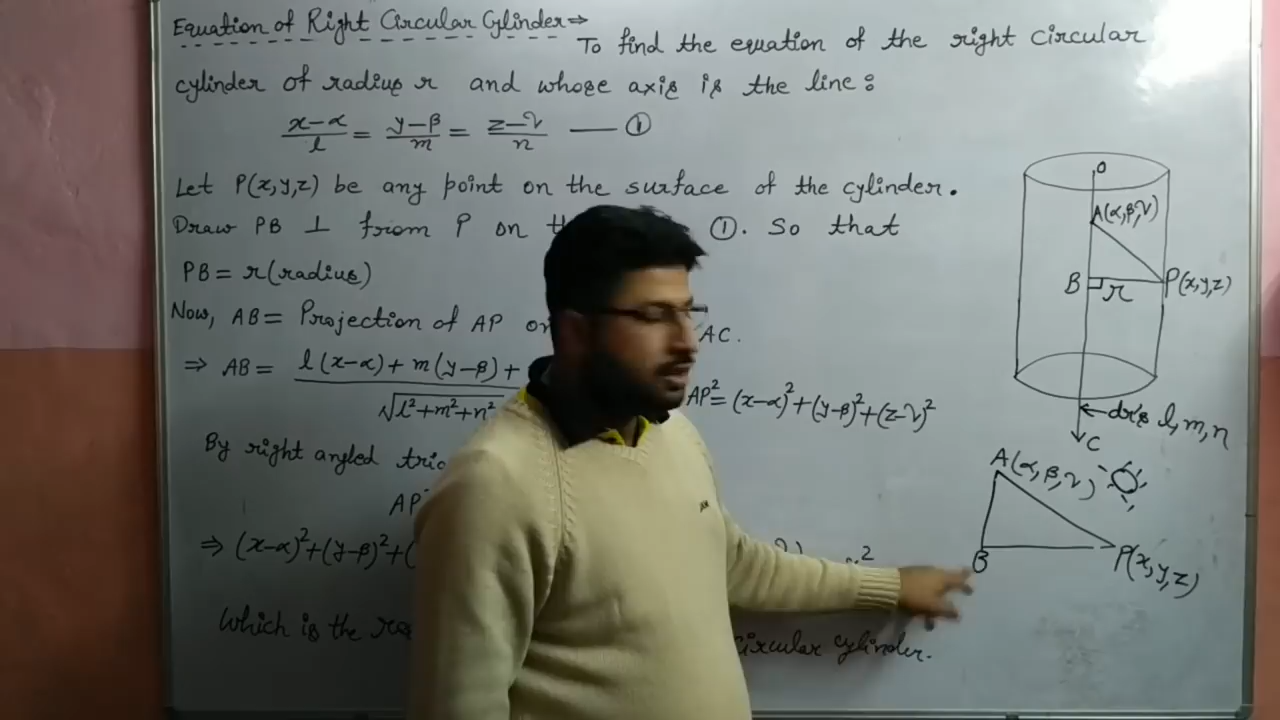 Equation of Right Circular Cylinder ⇒ To find the equation of the right circular
cylinder of radius r and whose axis is the line:
(x-α)/l = (y-β)/m = (z-γ)/n — ①
Let P(x,y,z) be any point on the surface of the cylinder.
Draw PB ⊥ from P on ①. So that
PB = r (radius)
Now, AB = Projection of AP AC.
⇒ AB = l(x-α) + m(y-β) +
√l²+m²+n²
AP² = (x-α)²+(y-β)²+(z-γ)²
By right angled
AP
⇒ (x-α)²+(y-β)²+(
2
Which is the
circular cylinder.
O
A(α,β,γ)
B r P(x,y,z)
dr's l,m,n
C
A(α,β,γ)
B P(x,y,z)